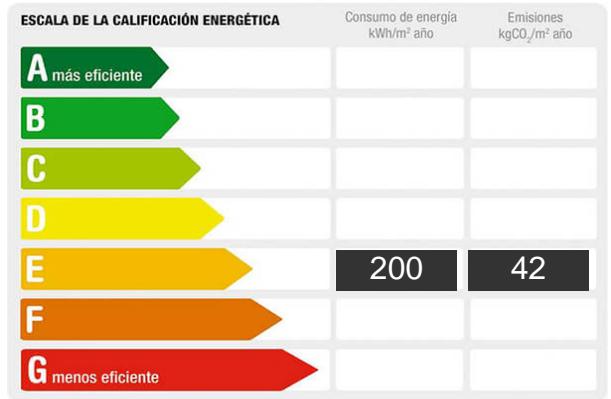 ESCALA DE LA CALIFICACIÓN ENERGÉTICA
Consumo de energía
kWh/m² año
Emisiones
kgCO₂/m² año
A más eficiente
B
C
D
E 200 42
F
G menos eficiente